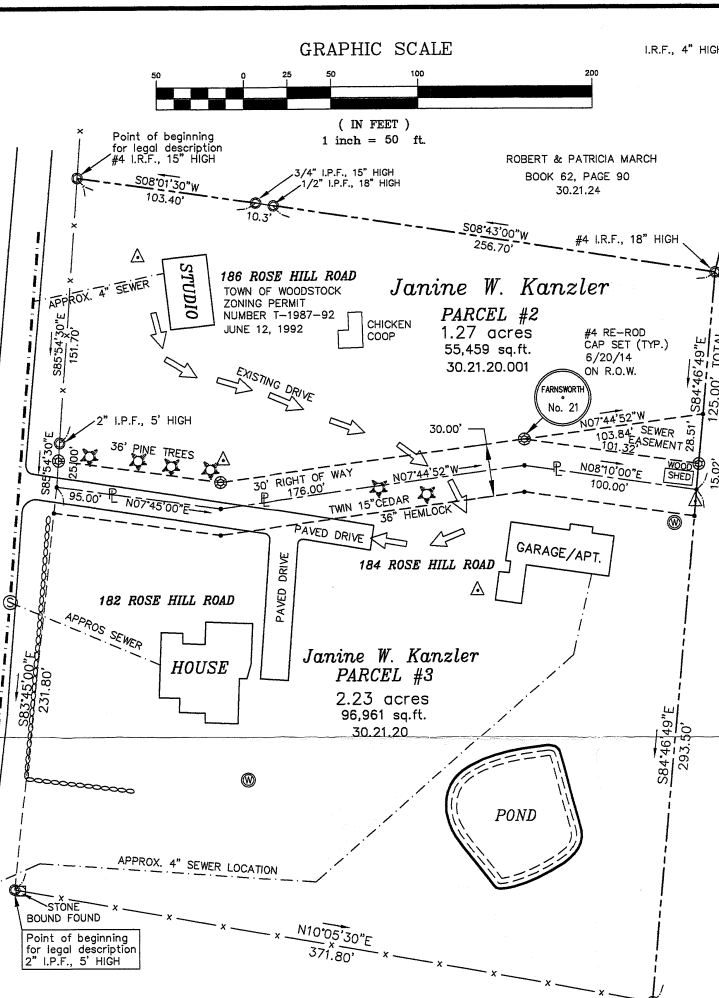 GRAPHIC SCALE
I.R.F., 4" HIGH
50 0 25 50 100 200
( IN FEET )
1 inch = 50 ft.
Point of beginning
for legal description
#4 I.R.F., 15" HIGH
3/4" I.P.F., 15" HIGH
1/2" I.P.F., 18" HIGH
ROBERT & PATRICIA MARCH
BOOK 62, PAGE 90
30.21.24
S08°01'30"W
103.40'
10.3'
S08°43'00"W
256.70'
#4 I.R.F., 18" HIGH
APPROX. 4" SEWER
STUDIO
186 ROSE HILL ROAD
TOWN OF WOODSTOCK
ZONING PERMIT
NUMBER T-1987-92
JUNE 12, 1992
CHICKEN
COOP
Janine W. Kanzler
PARCEL #2
1.27 acres
55,459 sq.ft.
30.21.20.001
#4 RE-ROD
CAP SET (TYP.)
6/20/14
ON R.O.W.
S84°46'49"E
125.00' TOTAL
S85°54'30"E
151.70'
EXISTING DRIVE
FARNSWORTH
No. 21
2" I.P.F., 5' HIGH
36' PINE TREES
30.00'
N07°44'52"W
103.84'
SEWER
EASEMENT
101.32'
28.51'
S85°54'30"E
25.00'
30' RIGHT OF WAY
176.00'
N07°44'52"W
WOOD
SHED
15.02'
N08°10'00"E
100.00'
95.00'
PL
N07°45'00"E
PL
PL
TWIN 15"CEDAR
36" HEMLOCK
W
PAVED DRIVE
PAVED DRIVE
184 ROSE HILL ROAD
GARAGE/APT.
182 ROSE HILL ROAD
S
APPROS SEWER
HOUSE
Janine W. Kanzler
PARCEL #3
2.23 acres
96,961 sq.ft.
30.21.20
S83°45'00"E
231.80'
S84°46'49"E
293.50'
W
POND
APPROX. 4" SEWER LOCATION
STONE
BOUND FOUND
Point of beginning
for legal description
2" I.P.F., 5' HIGH
N10°05'30"E
371.80'